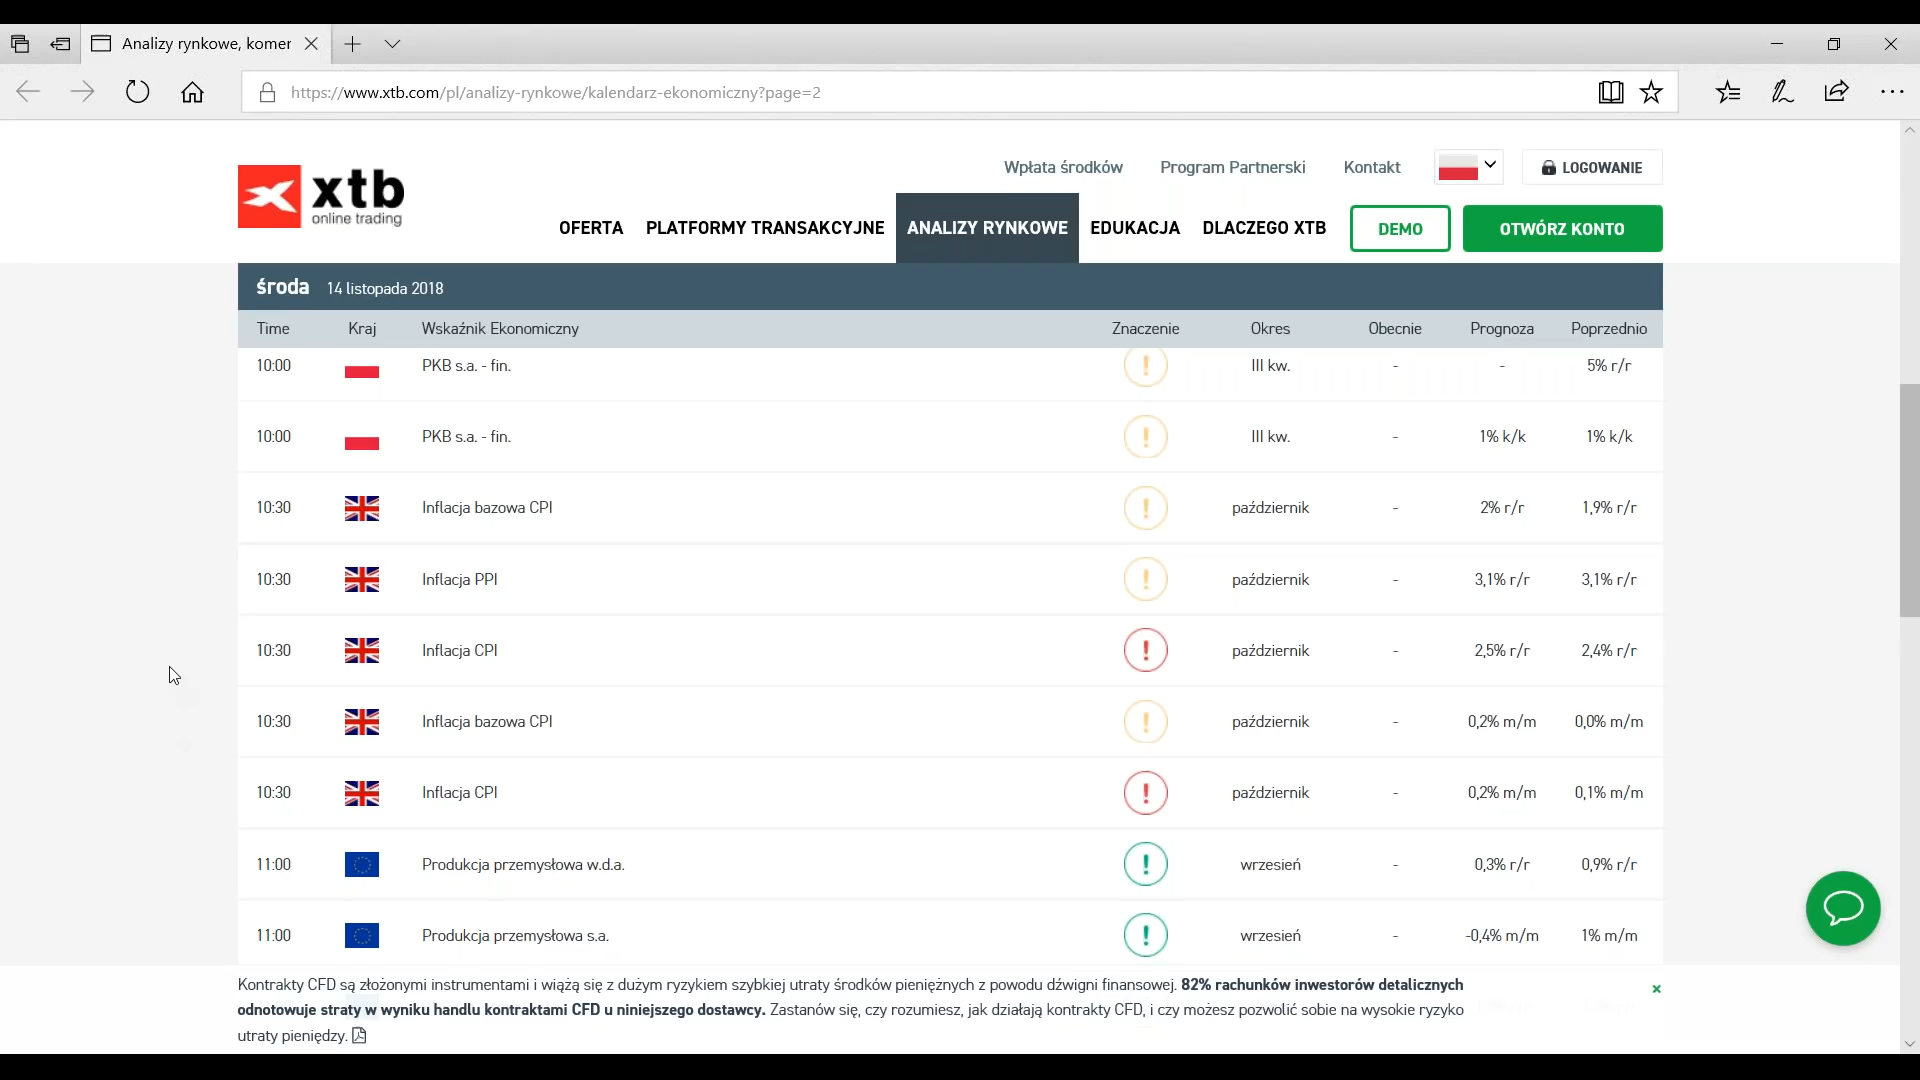 Analizy rynkowe, komer
https://www.xtb.com/pl/analizy-rynkowe/kalendarz-ekonomiczny?page=2
Wpłata środków Program Partnerski Kontakt LOGOWANIE
xtb
online trading
OFERTA PLATFORMY TRANSAKCYJNE ANALIZY RYNKOWE EDUKACJA DLACZEGO XTB DEMO OTWÓRZ KONTO
środa 14 listopada 2018
Time Kraj Wskaźnik Ekonomiczny Znaczenie Okres Obecnie Prognoza Poprzednio
10:00 PKB s.a. - fin. ! III kw. - - 5% r/r
10:00 PKB s.a. - fin. ! III kw. - 1% k/k 1% k/k
10:30 Inflacja bazowa CPI ! październik - 2% r/r 1,9% r/r
10:30 Inflacja PPI ! październik - 3,1% r/r 3,1% r/r
10:30 Inflacja CPI ! październik - 2,5% r/r 2,4% r/r
10:30 Inflacja bazowa CPI ! październik - 0,2% m/m 0,0% m/m
10:30 Inflacja CPI ! październik - 0,2% m/m 0,1% m/m
11:00 Produkcja przemysłowa w.d.a. ! wrzesień - 0,3% r/r 0,9% r/r
11:00 Produkcja przemysłowa s.a. ! wrzesień - -0,4% m/m 1% m/m
Kontrakty CFD są złożonymi instrumentami i wiążą się z dużym ryzykiem szybkiej utraty środków pieniężnych z powodu dźwigni finansowej. 82% rachunków inwestorów detalicznych
odnotowuje straty w wyniku handlu kontraktami CFD u niniejszego dostawcy. Zastanów się, czy rozumiesz, jak działają kontrakty CFD, i czy możesz pozwolić sobie na wysokie ryzyko
utraty pieniędzy.